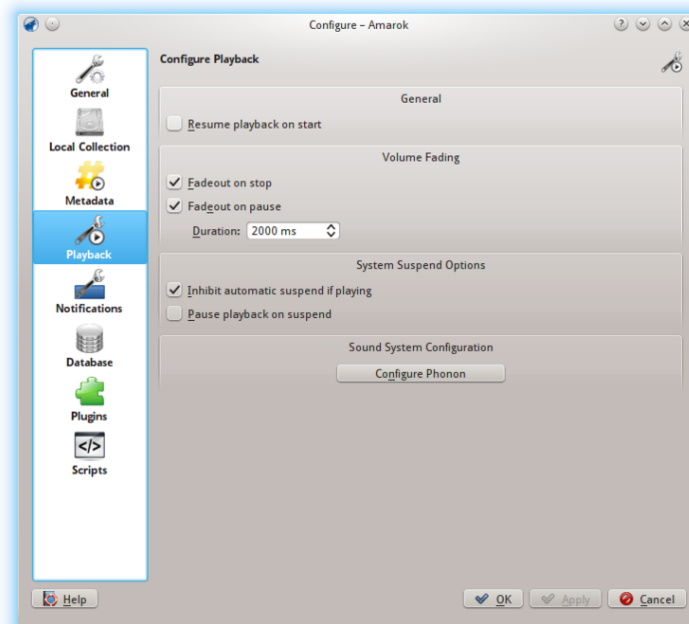 Configure – Amarok
General
Local Collection
Metadata
Playback
Notifications
Database
Plugins
Scripts
Configure Playback
General
Resume playback on start
Volume Fading
Fadeout on stop
Fadeout on pause
Duration: 2000 ms
System Suspend Options
Inhibit automatic suspend if playing
Pause playback on suspend
Sound System Configuration
Configure Phonon
Help
OK
Apply
Cancel